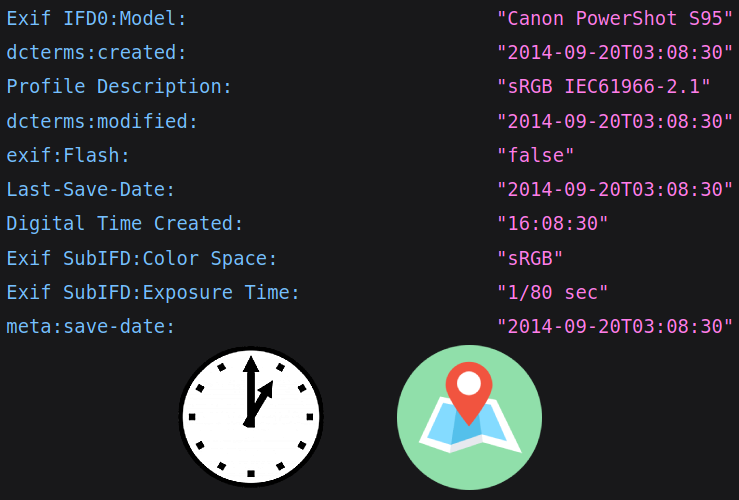 Exif IFD0:Model: "Canon PowerShot S95"
dcterms:created: "2014-09-20T03:08:30"
Profile Description: "sRGB IEC61966-2.1"
dcterms:modified: "2014-09-20T03:08:30"
exif:Flash: "false"
Last-Save-Date: "2014-09-20T03:08:30"
Digital Time Created: "16:08:30"
Exif SubIFD:Color Space: "sRGB"
Exif SubIFD:Exposure Time: "1/80 sec"
meta:save-date: "2014-09-20T03:08:30"